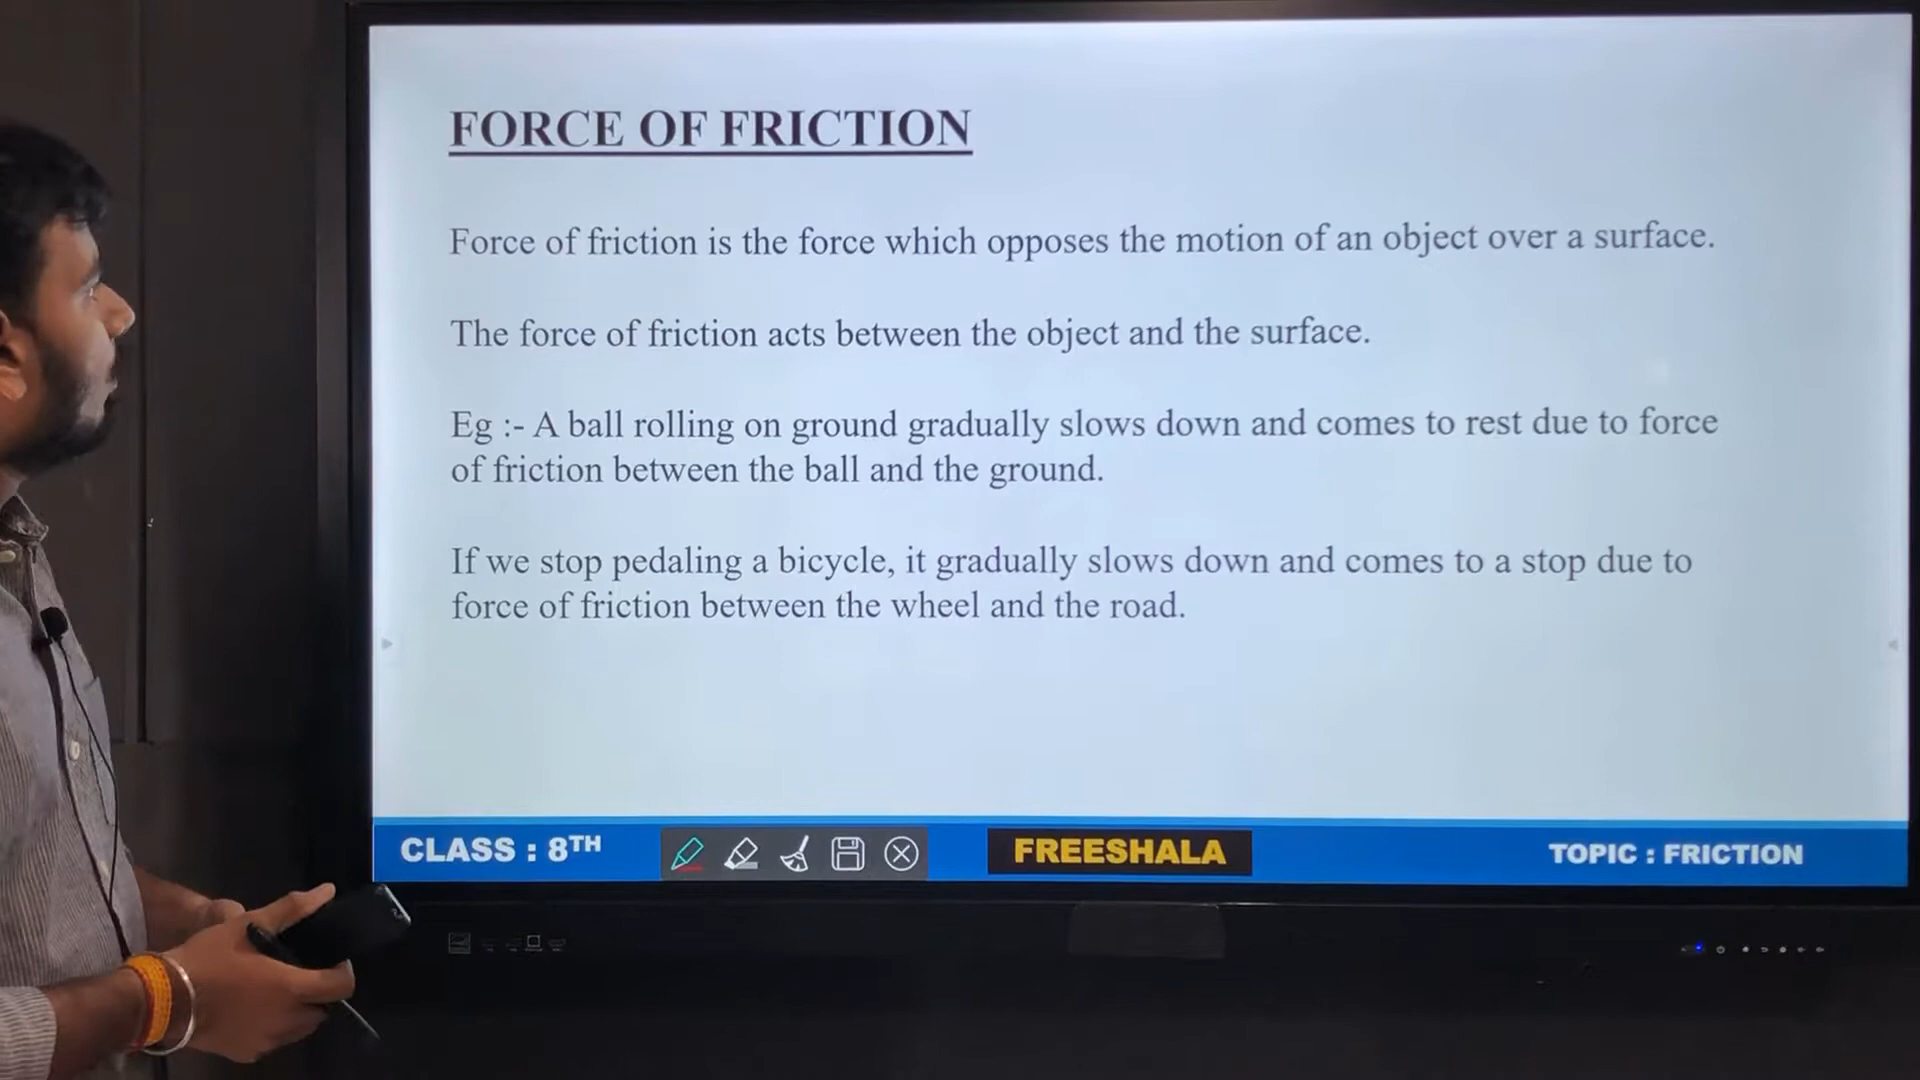 FORCE OF FRICTION
Force of friction is the force which opposes the motion of an object over a surface.
The force of friction acts between the object and the surface.
Eg :- A ball rolling on ground gradually slows down and comes to rest due to force
of friction between the ball and the ground.
If we stop pedaling a bicycle, it gradually slows down and comes to a stop due to
force of friction between the wheel and the road.
CLASS : 8TH
FREESHALA
TOPIC : FRICTION